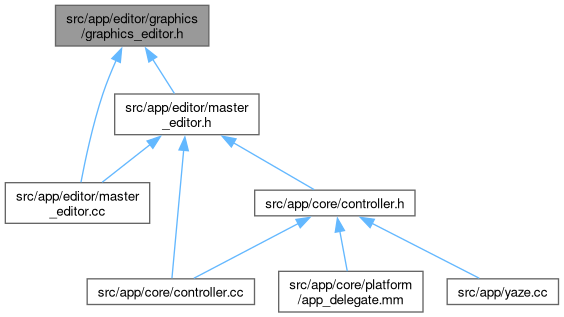 src/app/editor/graphics
/graphics_editor.h
src/app/editor/master
_editor.h
src/app/editor/master
_editor.cc
src/app/core/controller.h
src/app/core/controller.cc
src/app/core/platform
/app_delegate.mm
src/app/yaze.cc